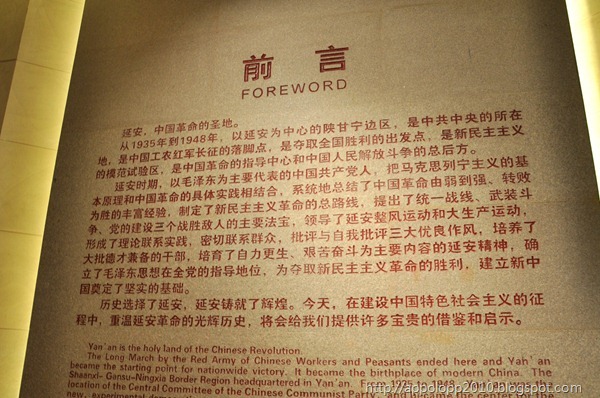 前 言
FOREWORD
延安，中国革命的圣地。
从1935年到1948年，以延安为中心的陕甘宁边区，是中共中央的所在
地，是中国工农红军长征的落脚点，是夺取全国胜利的出发点，是新民主主义
的模范试验区，是中国革命的指导中心和中国人民解放斗争的总后方。
延安时期，以毛泽东为主要代表的中国共产党人，把马克思列宁主义的基
本原理和中国革命的具体实践相结合，系统地总结了中国革命由弱到强、转败
为胜的丰富经验，制定了新民主主义革命的总路线，提出了统一战线、武装斗
争、党的建设三个战胜敌人的主要法宝，领导了延安整风运动和大生产运动，
形成了理论联系实践，密切联系群众，批评与自我批评三大优良作风，培养了
大批德才兼备的干部，培育了自力更生、艰苦奋斗为主要内容的延安精神，确
立了毛泽东思想在全党的指导地位，为夺取新民主主义革命的胜利，建立新中
国奠定了坚实的基础。
历史选择了延安，延安铸就了辉煌。今天，在建设中国特色社会主义的征
程中，重温延安革命的光辉历史，将会给我们提供许多宝贵的借鉴和启示。
Yan'an is the holy land of the Chinese Revolution.
The Long March by the Red Army of Chinese Workers and Peasants ended here and Yan'an
became the starting point for nationwide victory. It became the birthplace of modern China. The
Shaanxi-Gansu-Ningxia Border Region headquartered in Yan'an. From
location of the Central Committee of the Chinese Communist Party, and became the center for the
new, experimental
http://aobolobo2010.blogspot.com